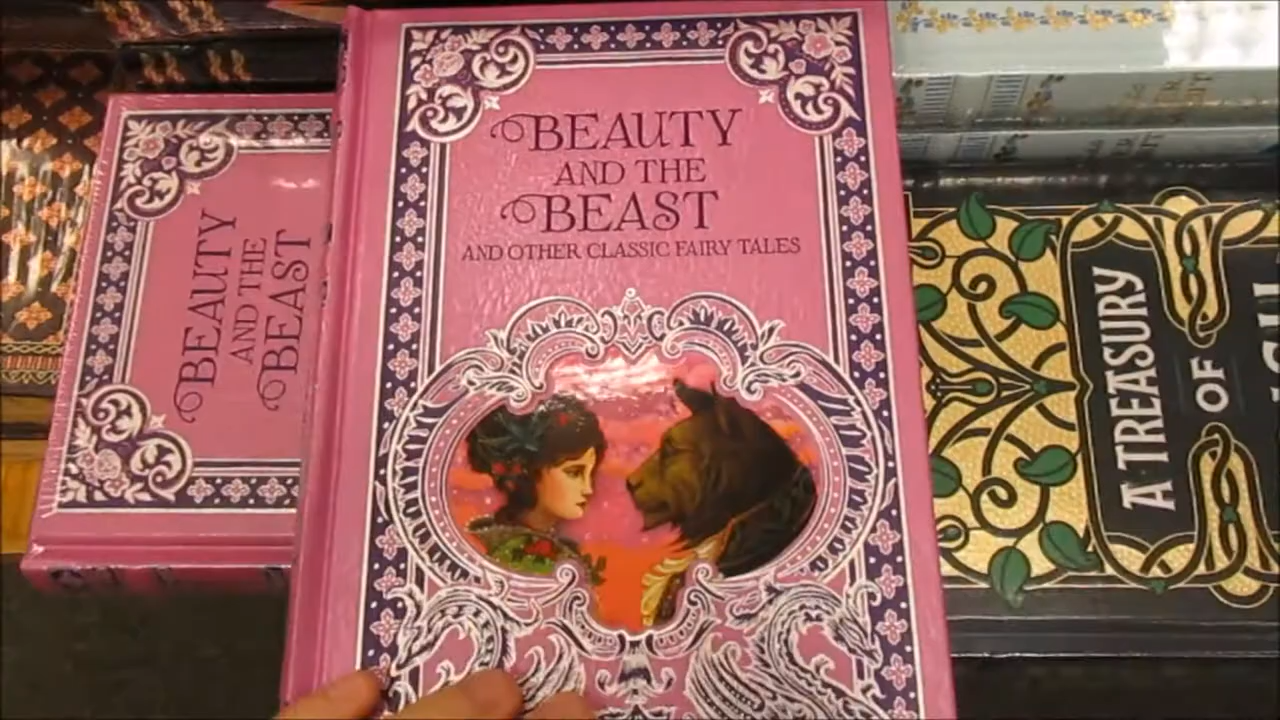 BEAUTY
AND THE
BEAST
AND OTHER CLASSIC FAIRY TALES
BEAUTY
AND THE
BEAST
A TREASURY
OF